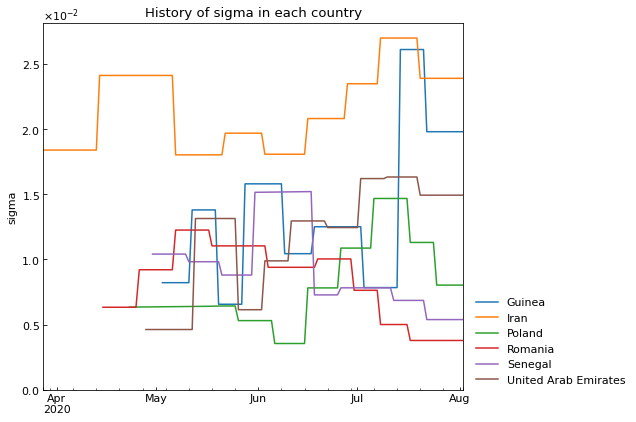 History of sigma in each country
×10⁻²
2.5
2.0
1.5
1.0
0.5
0.0
sigma
Apr
2020
May
Jun
Jul
Aug
Guinea
Iran
Poland
Romania
Senegal
United Arab Emirates